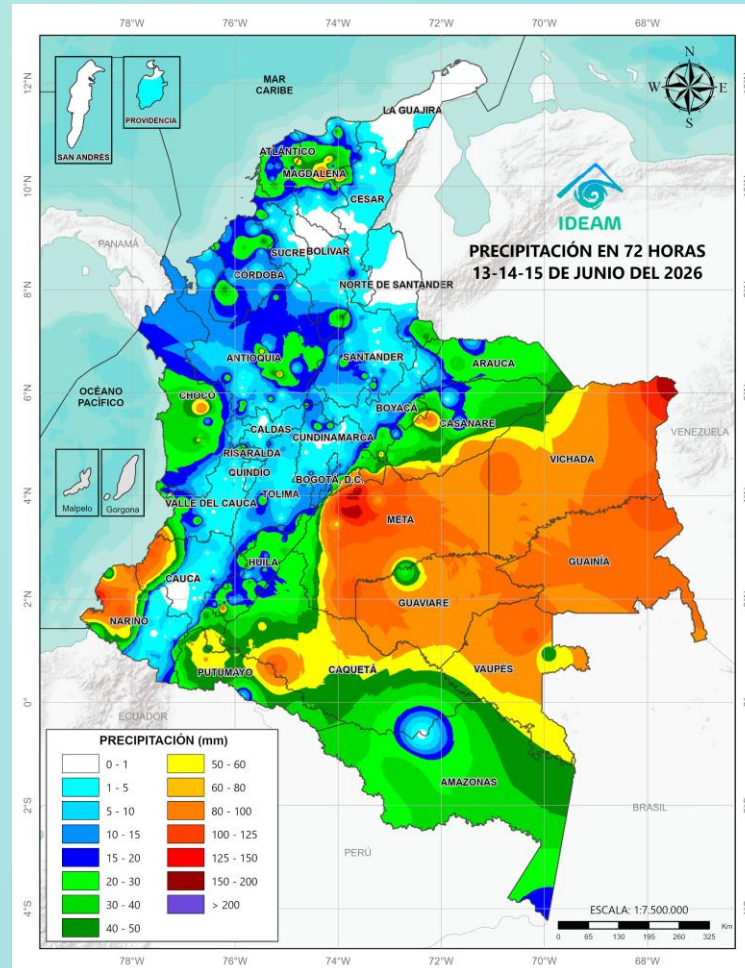 78°W
76°W
74°W
72°W
70°W
68°W
12°N
10°N
8°N
6°N
4°N
2°N
0°
2°S
4°S
N
W
E
S
SAN ANDRÉS
PROVIDENCIA
MAR
CARIBE
LA GUAJIRA
ATLÁNTICO
MAGDALENA
CESAR
IDEAM
PRECIPITACIÓN EN 72 HORAS
13-14-15 DE JUNIO DEL 2026
PANAMÁ
SUCRE
BOLÍVAR
CÓRDOBA
NORTE DE SANTANDER
ANTIOQUIA
SANTANDER
ARAUCA
OCÉANO
PACÍFICO
CHOCÓ
BOYACÁ
CASANARE
VENEZUELA
CALDAS
CUNDINAMARCA
RISARALDA
VICHADA
QUINDÍO
BOGOTÁ, D.C.
Malpelo
Gorgona
VALLE DEL CAUCA
TOLIMA
META
HUILA
GUAINÍA
CAUCA
GUAVIARE
NARIÑO
PUTUMAYO
CAQUETÁ
VAUPÉS
ECUADOR
AMAZONAS
BRASIL
PERÚ
PRECIPITACIÓN (mm)
0 - 1
1 - 5
5 - 10
10 - 15
15 - 20
20 - 30
30 - 40
40 - 50
50 - 60
60 - 80
80 - 100
100 - 125
125 - 150
150 - 200
> 200
ESCALA: 1:7.500.000
0 65 130 195 260 325 Km
78°W
76°W
74°W
72°W
70°W
68°W